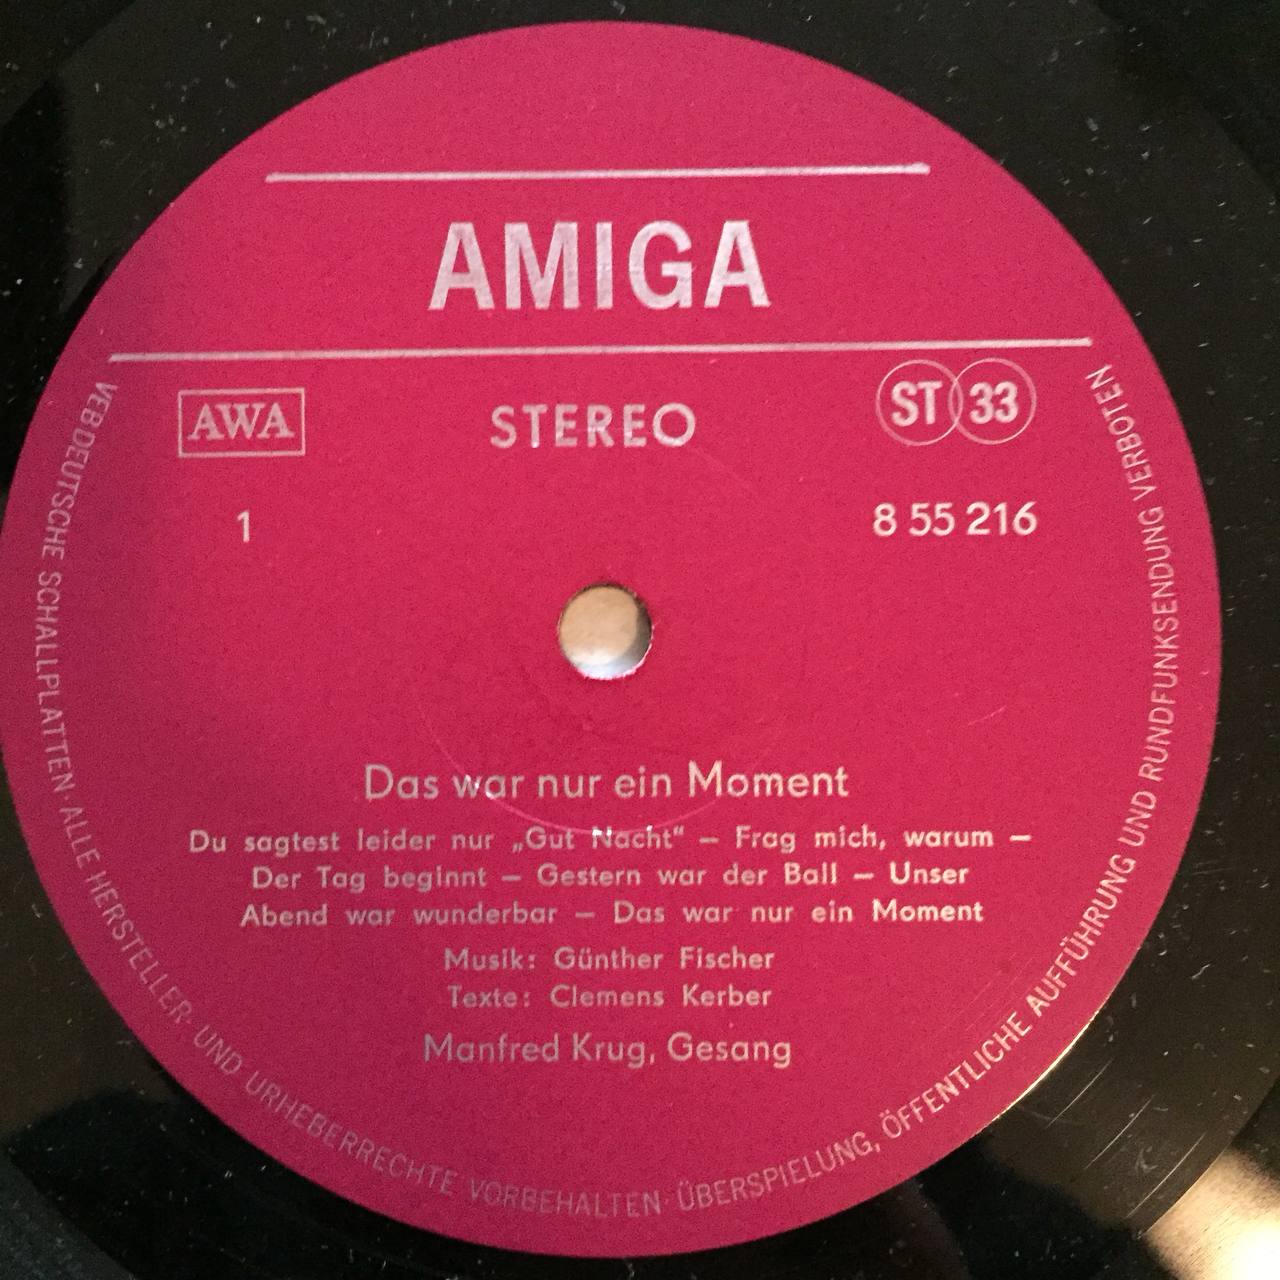 AMIGA
AWA
STEREO
ST 33
1
8 55 216
Das war nur ein Moment
Du sagtest leider nur „Gut Nacht“ – Frag mich, warum –
Der Tag beginnt – Gestern war der Ball – Unser
Abend war wunderbar – Das war nur ein Moment
Musik: Günther Fischer
Texte: Clemens Kerber
Manfred Krug, Gesang
VEB DEUTSCHE SCHALLPLATTEN · ALLE HERSTELLER- UND URHEBERRECHTE VORBEHALTEN · ÜBERSPIELUNG, ÖFFENTLICHE AUFFÜHRUNG UND RUNDFUNKSENDUNG VERBOTEN